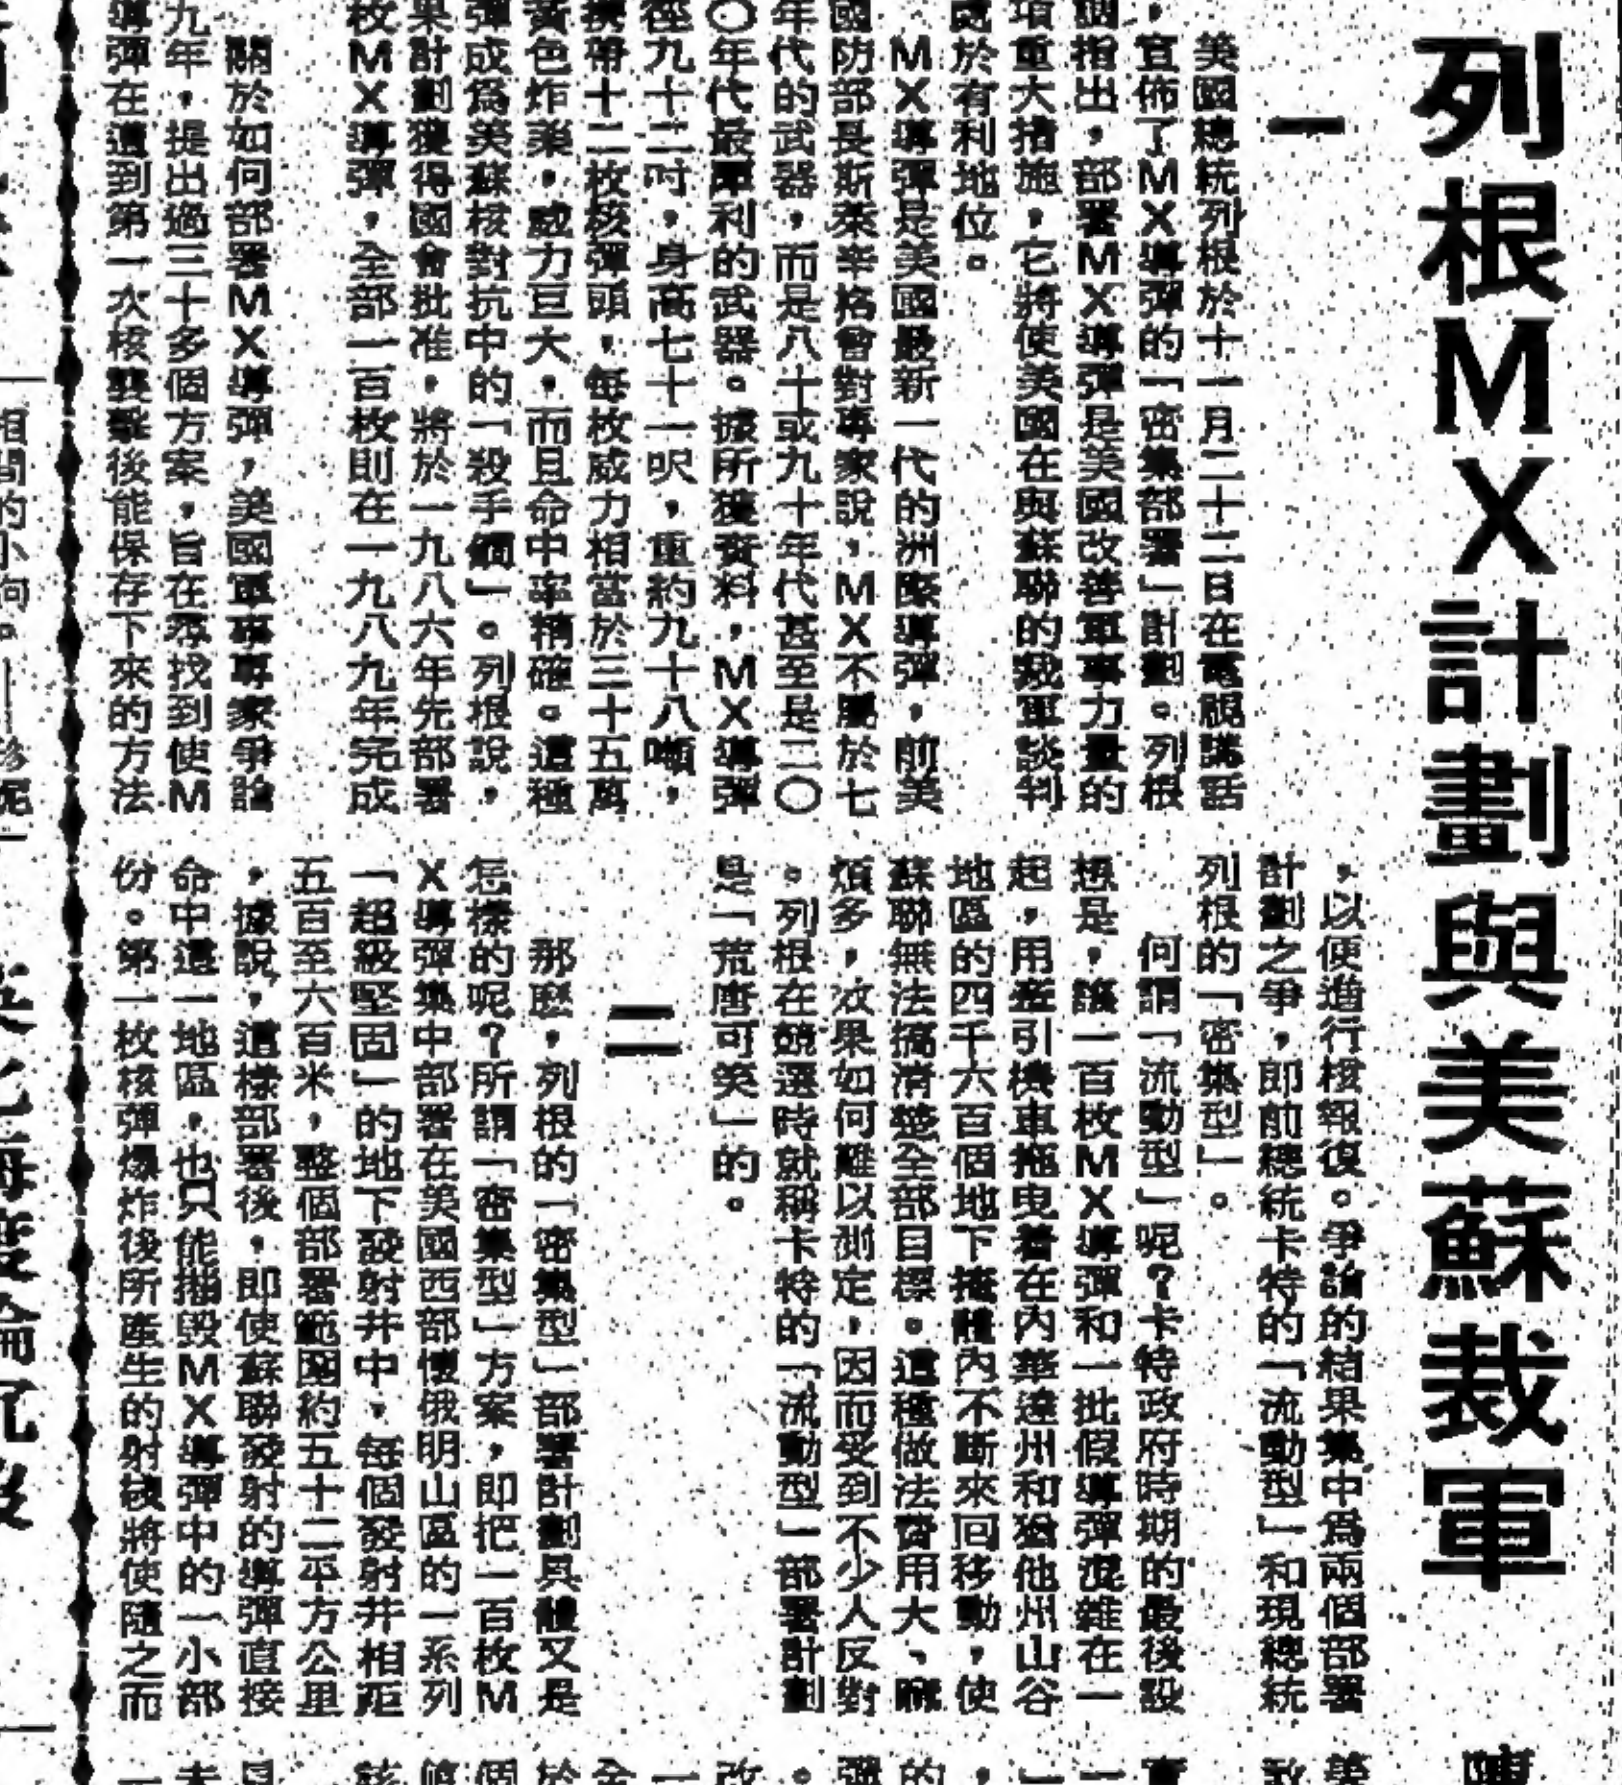 列根MX計劃與美蘇裁軍
一
美國總統列根於十一月二十二日在電視講話
，宣佈了MX導彈的「密集部署」計劃。列根
調指出，部署MX導彈是美國改善軍事力量的
項重大措施，它將使美國在與蘇聯的裁軍談判
處於有利地位。
MX導彈是美國最新一代的洲際導彈，前美
國防部長斯萊辛格曾對專家說，MX不屬於七
年代的武器，而是八十或九十年代甚至是二〇
〇年代最犀利的武器。據所獲資料，MX導彈
徑九十二吋，身高七十一呎，重約九十八噸，
携帶十二枚核彈頭，每枚威力相當於三十五萬
黃色炸藥，威力巨大，而且命中率精確。這種
彈成為美蘇核對抗中的「殺手鐧」。列根說，
果計劃獲得國會批准，將於一九八六年先部署
枚MX導彈，全部一百枚則在一九八九年完成
關於如何部署MX導彈，美國軍事專家爭論
九年，提出過三十多個方案，旨在尋找到使M
導彈在遭到第一次核襲擊後能保存下來的方法
，以便進行核報復。爭論的結果集中為兩個部署
計劃之爭，即前總統卡特的「流動型」和現總統
列根的「密集型」。
何謂「流動型」呢？卡特政府時期的最後設
想是，讓一百枚MX導彈和一批假導彈混雜在一
起，用牽引機車拖曳着在內華達州和猶他州山谷
地區的四千六百個地下掩體內不斷來回移動，使
蘇聯無法搞清楚全部目標。這種做法費用大、麻
煩多，效果如何難以測定，因而受到不少人反對
。列根在競選時就稱卡特的「流動型」部署計劃
是「荒唐可笑」的。
二
那麽，列根的「密集型」部署計劃具體又是
怎樣的呢？所謂「密集型」方案，即把一百枚M
X導彈集中部署在美國西部懷俄明山區的一系列
「超級堅固」的地下發射井中，每個發射井相距
五百至六百米，整個部署範圍約五十二平方公里
，據說，這樣部署後，即使蘇聯發射的導彈直接
命中這一地區，也只能摧毀MX導彈中的一小部
份。第一枚核彈爆炸後所產生的射綫將使隨之而